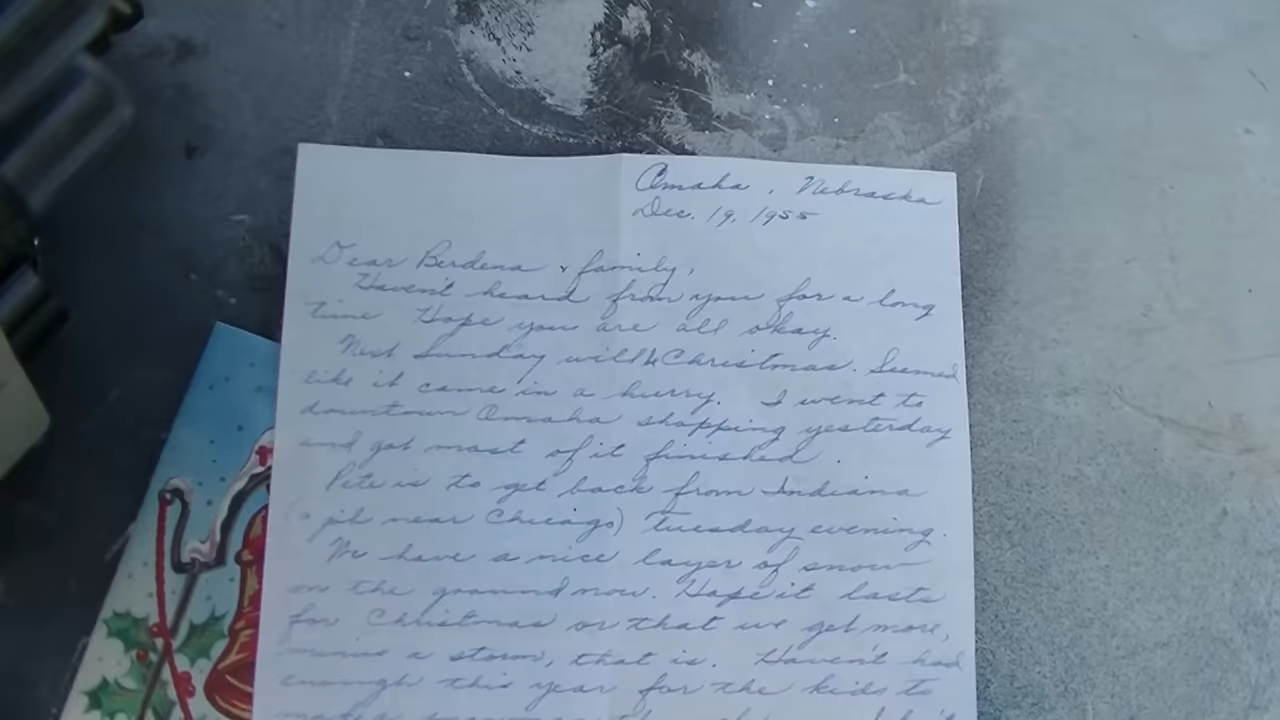 Omaha, Nebraska
Dec. 19, 1955
Dear Berdena & family,
Haven't heard from you for a long
time Hope you are all okay.
Next Sunday will be Christmas. Seemed
like it came in a hurry. I went to
downtown Omaha shopping yesterday
and got most of it finished.
Pete is to get back from Indiana
near Chicago) Tuesday evening.
We have a nice layer of snow
on the ground now. Hope it lasts
for Christmas or that we get more,
minus a storm, that is. Haven't had
enough this year for the kids to